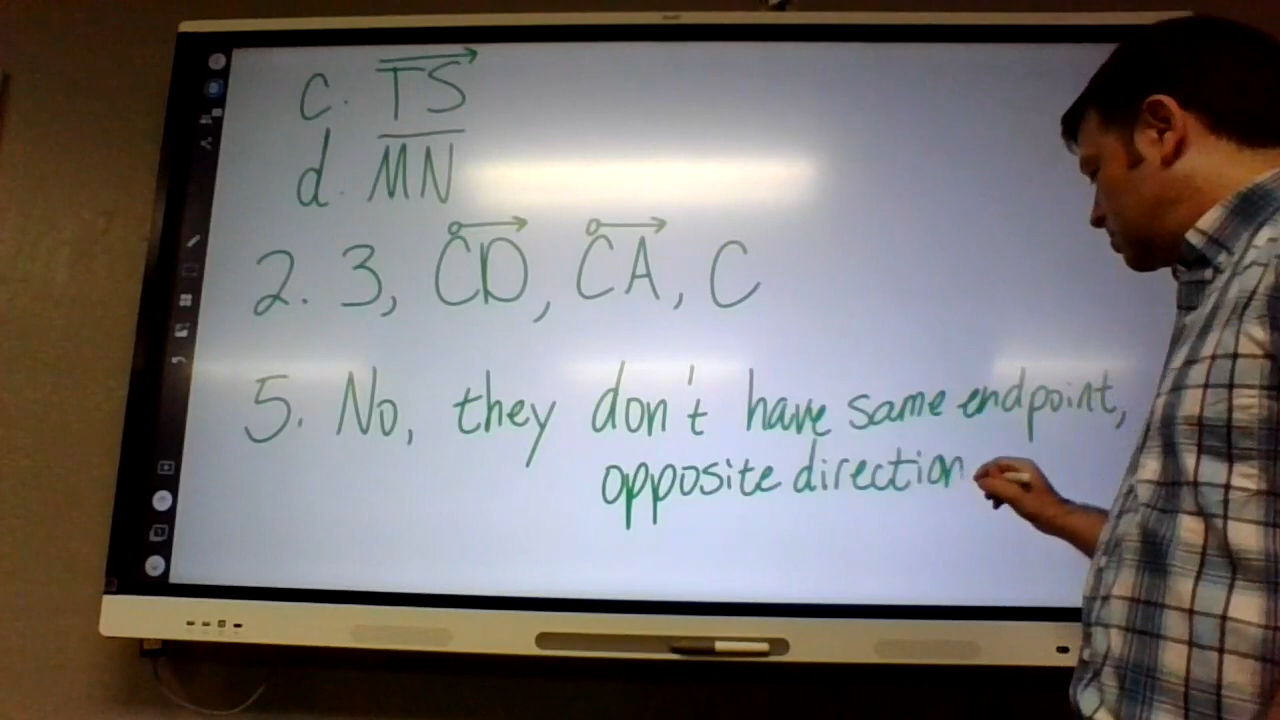 c. TS
d. MN
2. 3, CD, CA, C
5. No, they don't have same endpoint,
opposite direction